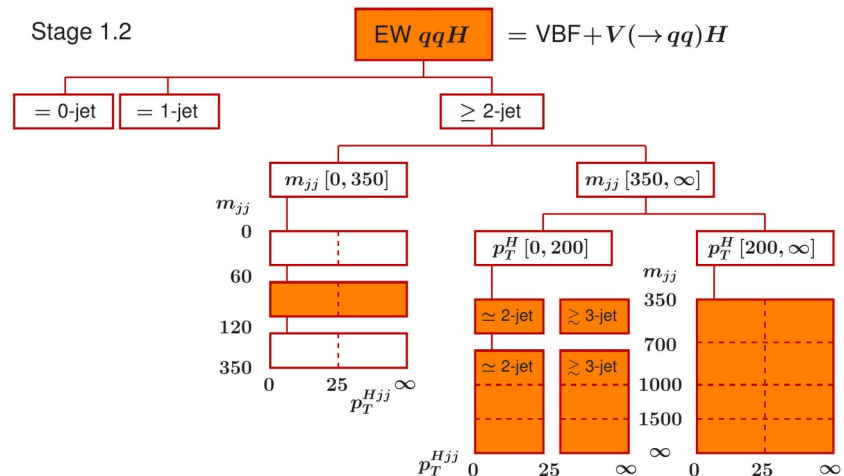 Stage 1.2
EW qqH = VBF+V(→qq)H
= 0-jet
= 1-jet
≥ 2-jet
m_jj [0, 350]
m_jj [350, ∞]
m_jj
0
60
120
350
0 25 ∞
p_T^Hjj
p_T^H [0, 200]
p_T^H [200, ∞]
≃ 2-jet
≳ 3-jet
≃ 2-jet
≳ 3-jet
m_jj
350
700
1000
1500
∞
p_T^Hjj 0 25 ∞
0 25 ∞